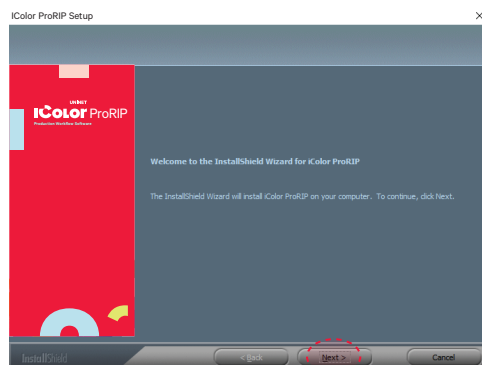 IColor ProRIP Setup
UNINET
IColor ProRIP
Production Workflow Software
Welcome to the InstallShield Wizard for iColor ProRIP
The InstallShield Wizard will install iColor ProRIP on your computer. To continue, click Next.
InstallShield
< Back
Next >
Cancel